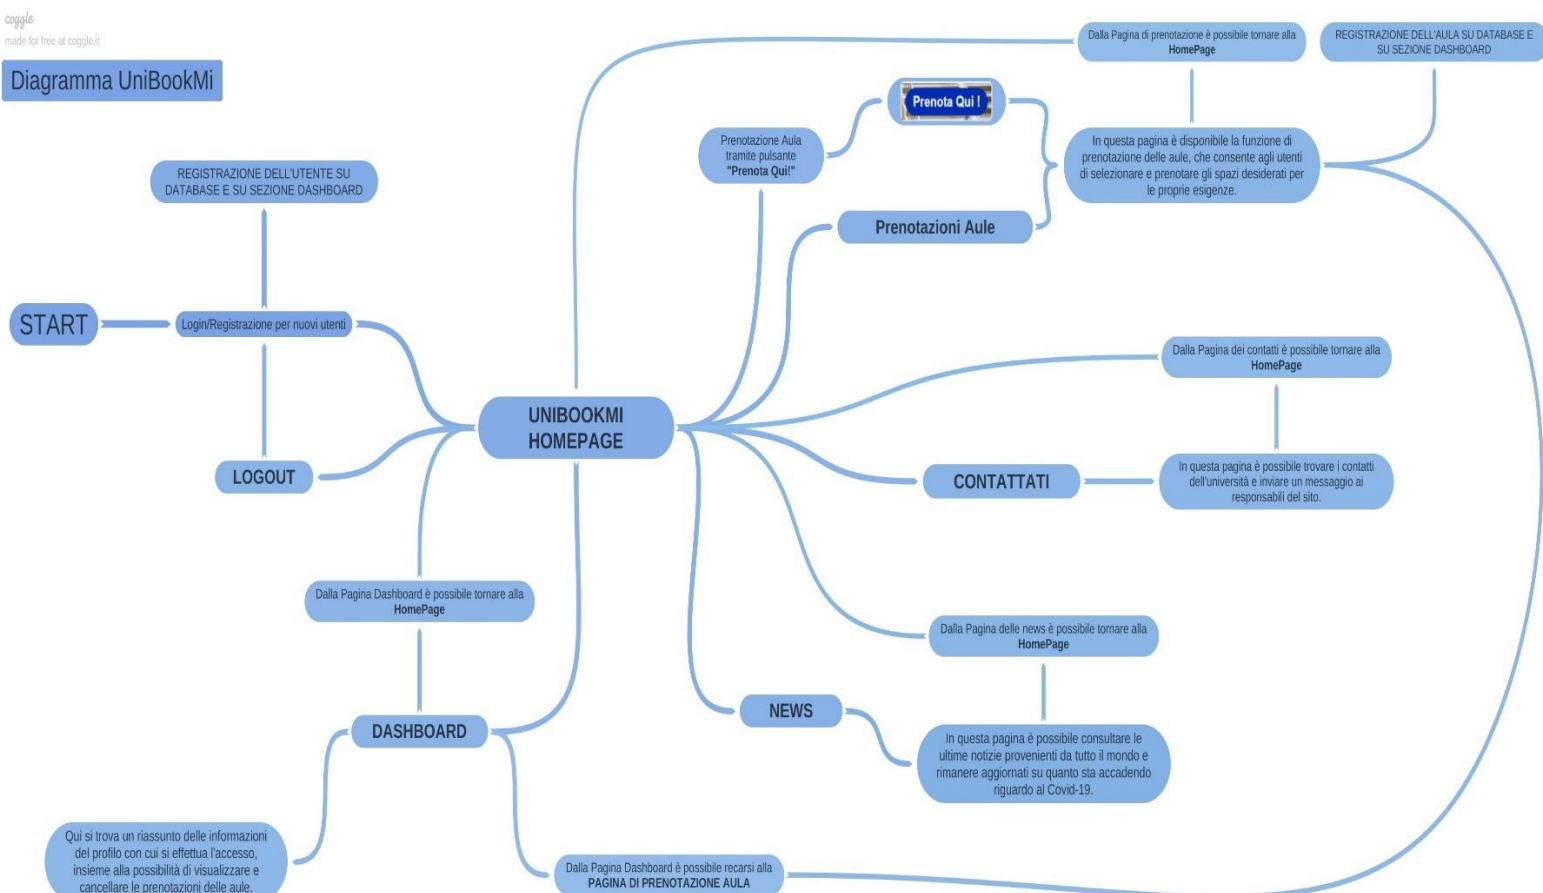 coggle
made for free at coggle.it
Diagramma UniBookMi
START
Login/Registrazione per nuovi utenti
REGISTRAZIONE DELL'UTENTE SU
DATABASE E SU SEZIONE DASHBOARD
LOGOUT
UNIBOOKMI
HOMEPAGE
Dalla Pagina Dashboard è possibile tornare alla
HomePage
DASHBOARD
Qui si trova un riassunto delle informazioni
del profilo con cui si effettua l'accesso,
insieme alla possibilità di visualizzare e
cancellare le prenotazioni delle aule.
Dalla Pagina Dashboard è possibile recarsi alla
PAGINA DI PRENOTAZIONE AULA
Prenotazione Aula
tramite pulsante
"Prenota Qui!"
Prenota Qui !
Prenotazioni Aule
In questa pagina è disponibile la funzione di
prenotazione delle aule, che consente agli utenti
di selezionare e prenotare gli spazi desiderati per
le proprie esigenze.
Dalla Pagina di prenotazione è possibile tornare alla
HomePage
REGISTRAZIONE DELL'AULA SU DATABASE E
SU SEZIONE DASHBOARD
Dalla Pagina dei contatti è possibile tornare alla
HomePage
CONTATTATI
In questa pagina è possibile trovare i contatti
dell'università e inviare un messaggio ai
responsabili del sito.
Dalla Pagina delle news è possibile tornare alla
HomePage
NEWS
In questa pagina è possibile consultare le
ultime notizie provenienti da tutto il mondo e
rimanere aggiornati su quanto sta accadendo
riguardo al Covid-19.